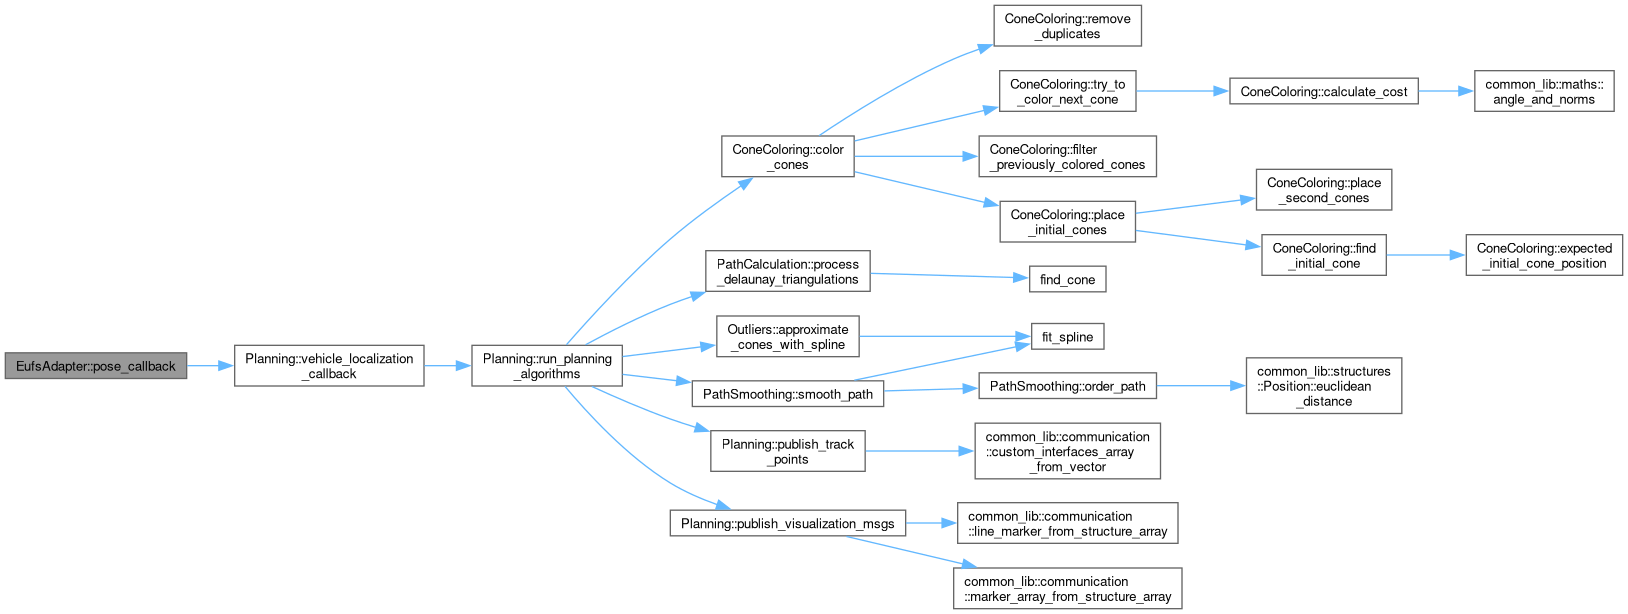 EufsAdapter::pose_callback
Planning::vehicle_localization
_callback
Planning::run_planning
_algorithms
ConeColoring::color
_cones
ConeColoring::remove
_duplicates
ConeColoring::try_to
_color_next_cone
ConeColoring::calculate_cost
common_lib::maths::
angle_and_norms
ConeColoring::filter
_previously_colored_cones
ConeColoring::place
_initial_cones
ConeColoring::place
_second_cones
ConeColoring::find
_initial_cone
ConeColoring::expected
_initial_cone_position
PathCalculation::process
_delaunay_triangulations
find_cone
Outliers::approximate
_cones_with_spline
fit_spline
PathSmoothing::smooth_path
PathSmoothing::order_path
common_lib::structures
::Position::euclidean
_distance
Planning::publish_track
_points
common_lib::communication
::custom_interfaces_array
_from_vector
Planning::publish_visualization_msgs
common_lib::communication
::line_marker_from_structure_array
common_lib::communication
::marker_array_from_structure_array